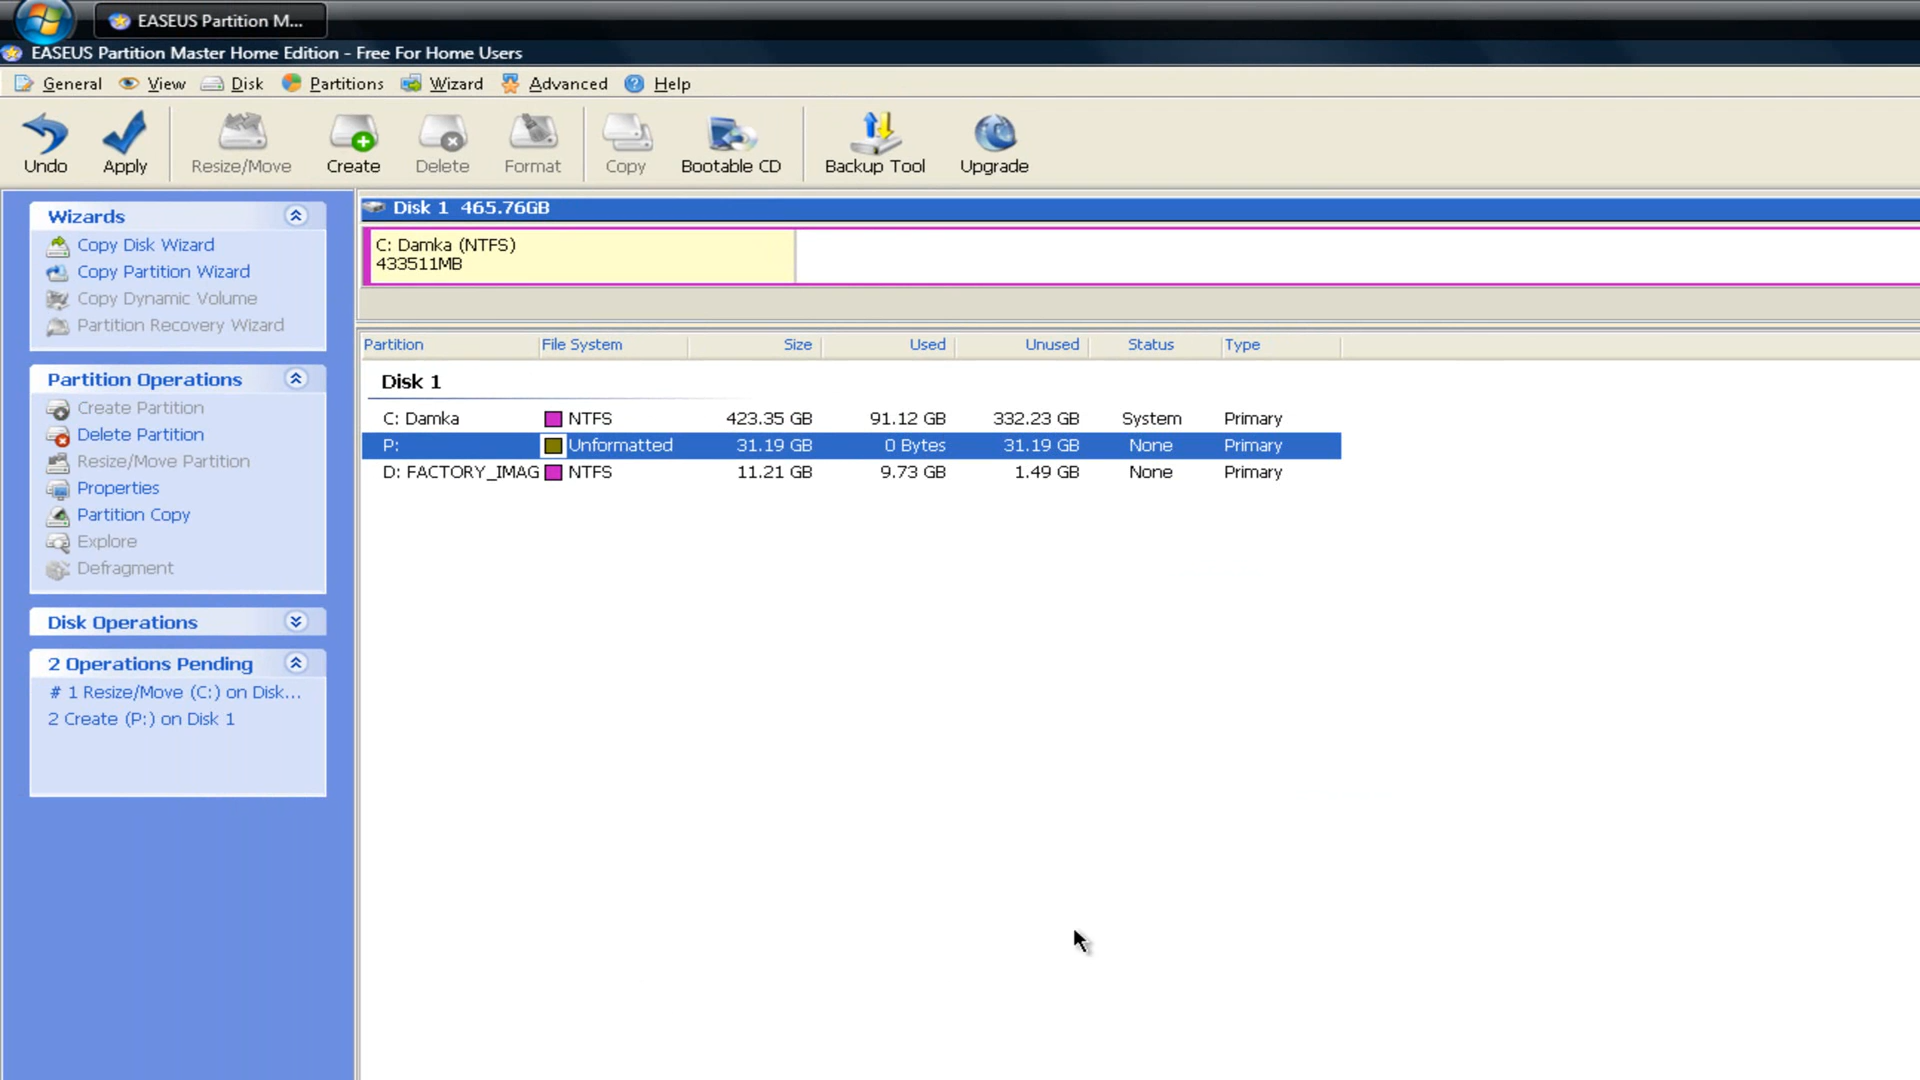 EASEUS Partition M...
EASEUS Partition Master Home Edition - Free For Home Users
General View Disk Partitions Wizard Advanced Help
Undo Apply Resize/Move Create Delete Format Copy Bootable CD Backup Tool Upgrade
Wizards
Copy Disk Wizard
Copy Partition Wizard
Copy Dynamic Volume
Partition Recovery Wizard
Partition Operations
Create Partition
Delete Partition
Resize/Move Partition
Properties
Partition Copy
Explore
Defragment
Disk Operations
2 Operations Pending
# 1 Resize/Move (C:) on Disk...
2 Create (P:) on Disk 1
Disk 1 465.76GB
C: Damka (NTFS)
433511MB
Partition File System Size Used Unused Status Type
Disk 1
C: Damka NTFS 423.35 GB 91.12 GB 332.23 GB System Primary
P: Unformatted 31.19 GB 0 Bytes 31.19 GB None Primary
D: FACTORY_IMAG NTFS 11.21 GB 9.73 GB 1.49 GB None Primary